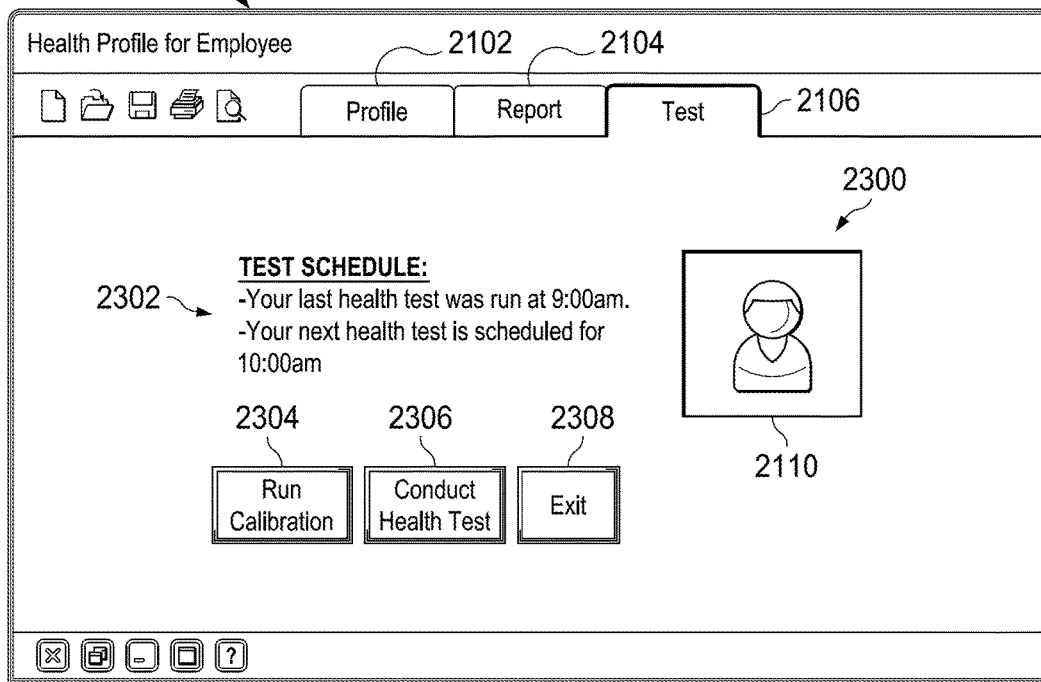 Health Profile for Employee
2102
2104
Profile
Report
Test
2106
2300
TEST SCHEDULE:
-Your last health test was run at 9:00am.
2302
-Your next health test is scheduled for
10:00am
2304
2306
2308
2110
Run
Calibration
Conduct
Health Test
Exit
?